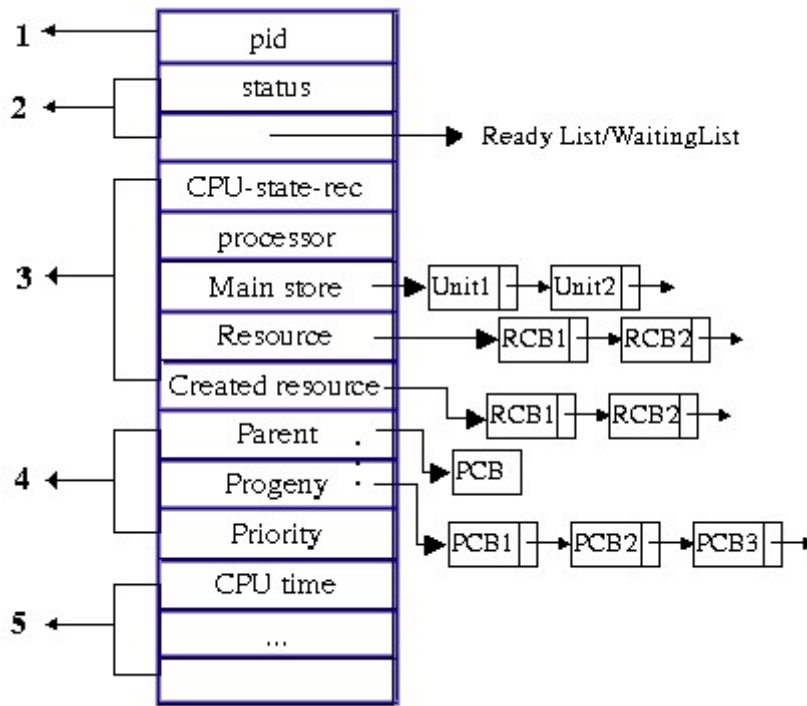 1
pid
2
status
Ready List/WaitingList
3
CPU-state-rec
processor
Main store
Unit1
Unit2
Resource
RCB1
RCB2
Created resource
RCB1
RCB2
4
Parent
PCB
Progeny
PCB1
PCB2
PCB3
Priority
5
CPU time
...